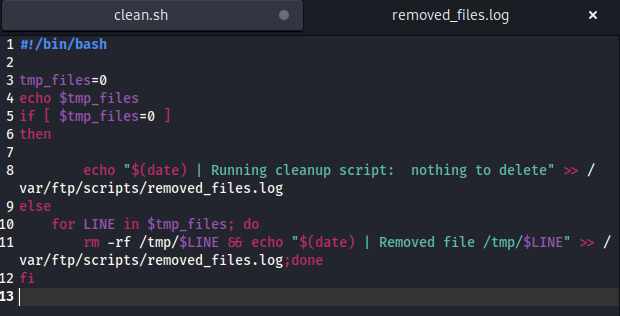 clean.sh removed_files.log ×
1 #!/bin/bash
2
3 tmp_files=0
4 echo $tmp_files
5 if [ $tmp_files=0 ]
6 then
7
8         echo "$(date) | Running cleanup script:  nothing to delete" >> /
var/ftp/scripts/removed_files.log
9 else
10     for LINE in $tmp_files; do
11         rm -rf /tmp/$LINE && echo "$(date) | Removed file /tmp/$LINE" >> /
var/ftp/scripts/removed_files.log;done
12 fi
13